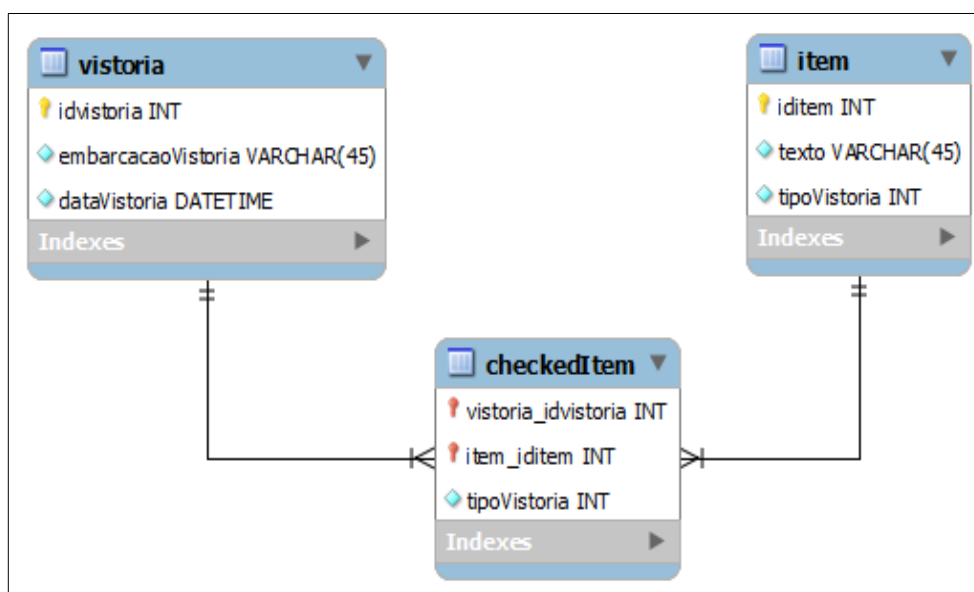 vistoria
idvistoria INT
embarcacaoVistoria VARCHAR(45)
dataVistoria DATETIME
Indexes
item
iditem INT
texto VARCHAR(45)
tipoVistoria INT
Indexes
checkedItem
vistoria_idvistoria INT
item_iditem INT
tipoVistoria INT
Indexes